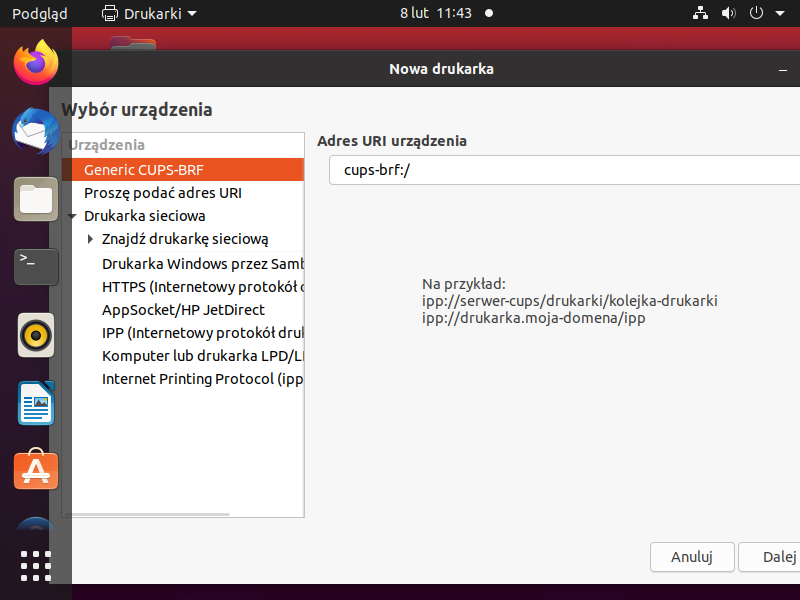 Podgląd
Drukarki
8 lut 11:43
Nowa drukarka
Wybór urządzenia
Urządzenia
Generic CUPS-BRF
Proszę podać adres URI
Drukarka sieciowa
Znajdź drukarkę sieciową
Drukarka Windows przez Samb
HTTPS (Internetowy protokół
AppSocket/HP JetDirect
IPP (Internetowy protokół druk
Komputer lub drukarka LPD/
Internet Printing Protocol (ipp
Adres URI urządzenia
cups-brf:/
Na przykład:
ipp://serwer-cups/drukarki/kolejka-drukarki
ipp://drukarka.moja-domena/ipp
Anuluj
Dalej